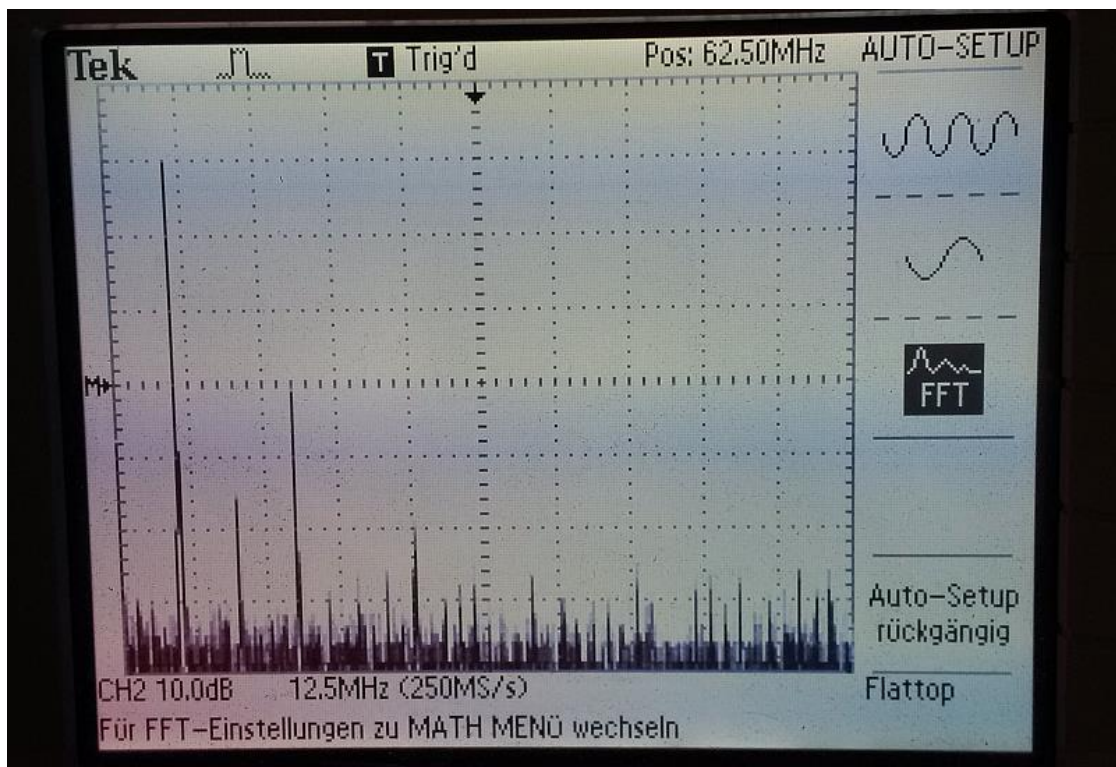 Tek T Trig'd Pos: 62.50MHz AUTO-SETUP
M
FFT
Auto-Setup
rückgängig
CH2 10.0dB 12.5MHz (250MS/s) Flattop
Für FFT-Einstellungen zu MATH MENÜ wechseln